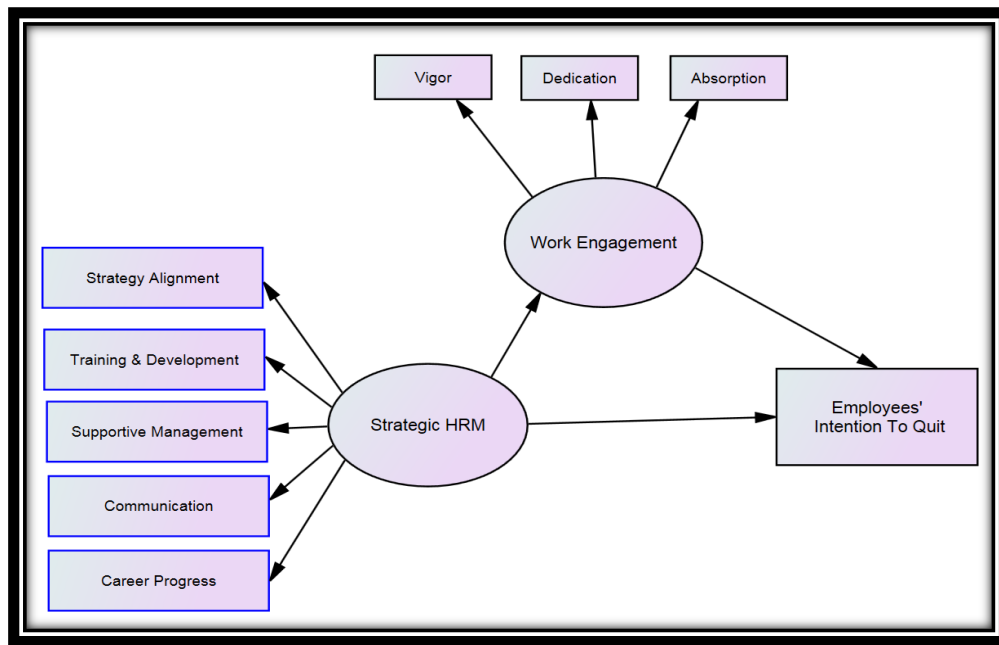 Vigor
Dedication
Absorption
Work Engagement
Strategy Alignment
Training & Development
Supportive Management
Communication
Career Progress
Strategic HRM
Employees'
Intention To Quit